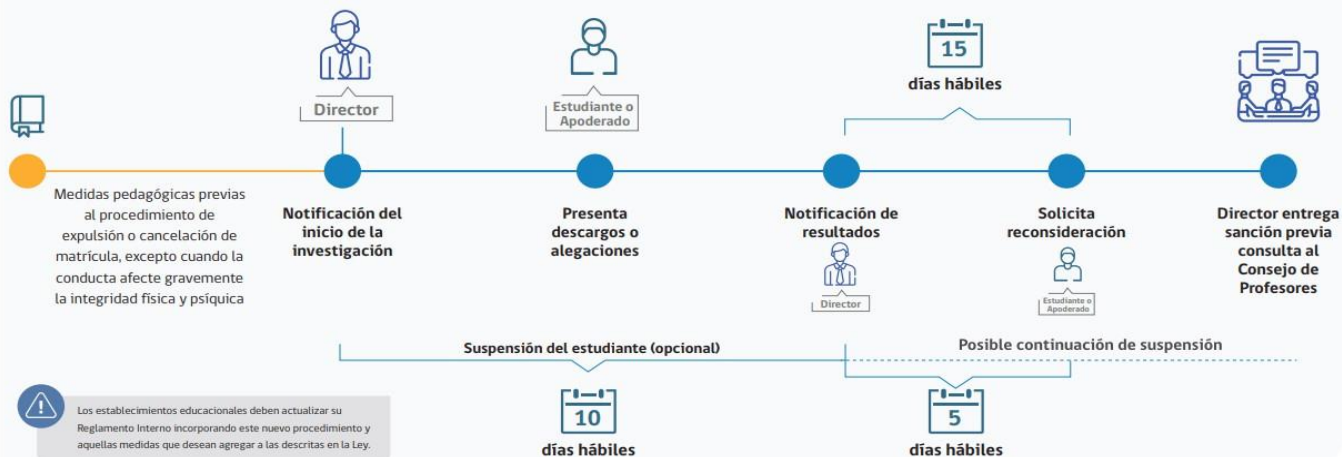 Director
Estudiante o
Apoderado
15
días hábiles
Medidas pedagógicas previas
al procedimiento de
expulsión o cancelación de
matrícula, excepto cuando la
conducta afecte gravemente
la integridad física y psíquica
Notificación del
inicio de la
investigación
Presenta
descargos o
alegaciones
Notificación de
resultados
Director
Solicita
reconsideración
Estudiante o
Apoderado
Director entrega
sanción previa
consulta al
Consejo de
Profesores
Suspensión del estudiante (opcional)
Posible continuación de suspensión
10
días hábiles
5
días hábiles
Los establecimientos educacionales deben actualizar su
Reglamento Interno incorporando este nuevo procedimiento y
aquellas medidas que desean agregar a las descritas en la Ley.